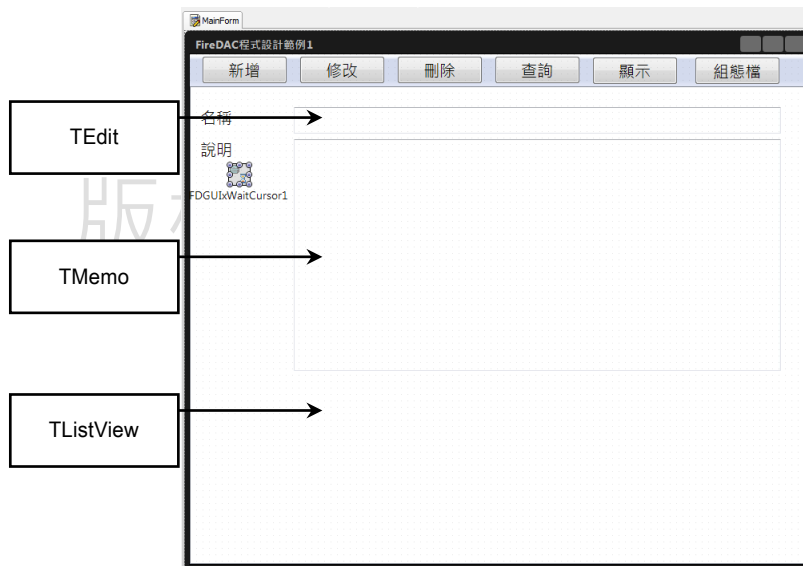 MainForm
FireDAC程式設計範例1
新增 修改 刪除 查詢 顯示 組態檔
TEdit
名稱
說明
FDGUIxWaitCursor1
TMemo
TListView